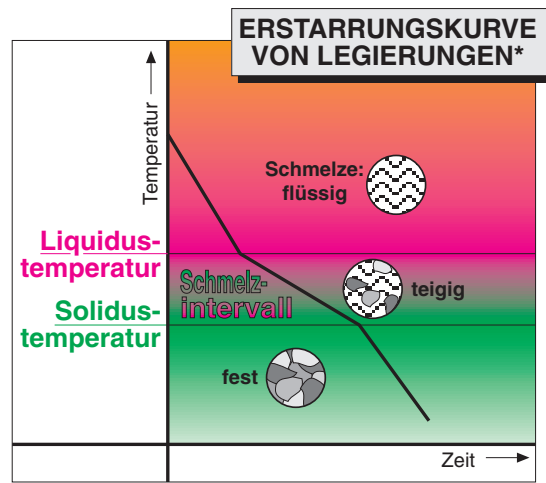 ERSTARRUNGSKURVE
VON LEGIERUNGEN*
Temperatur
Schmelze:
flüssig
Liquidus-
temperatur
Schmelz-
intervall
teigig
Solidus-
temperatur
fest
Zeit